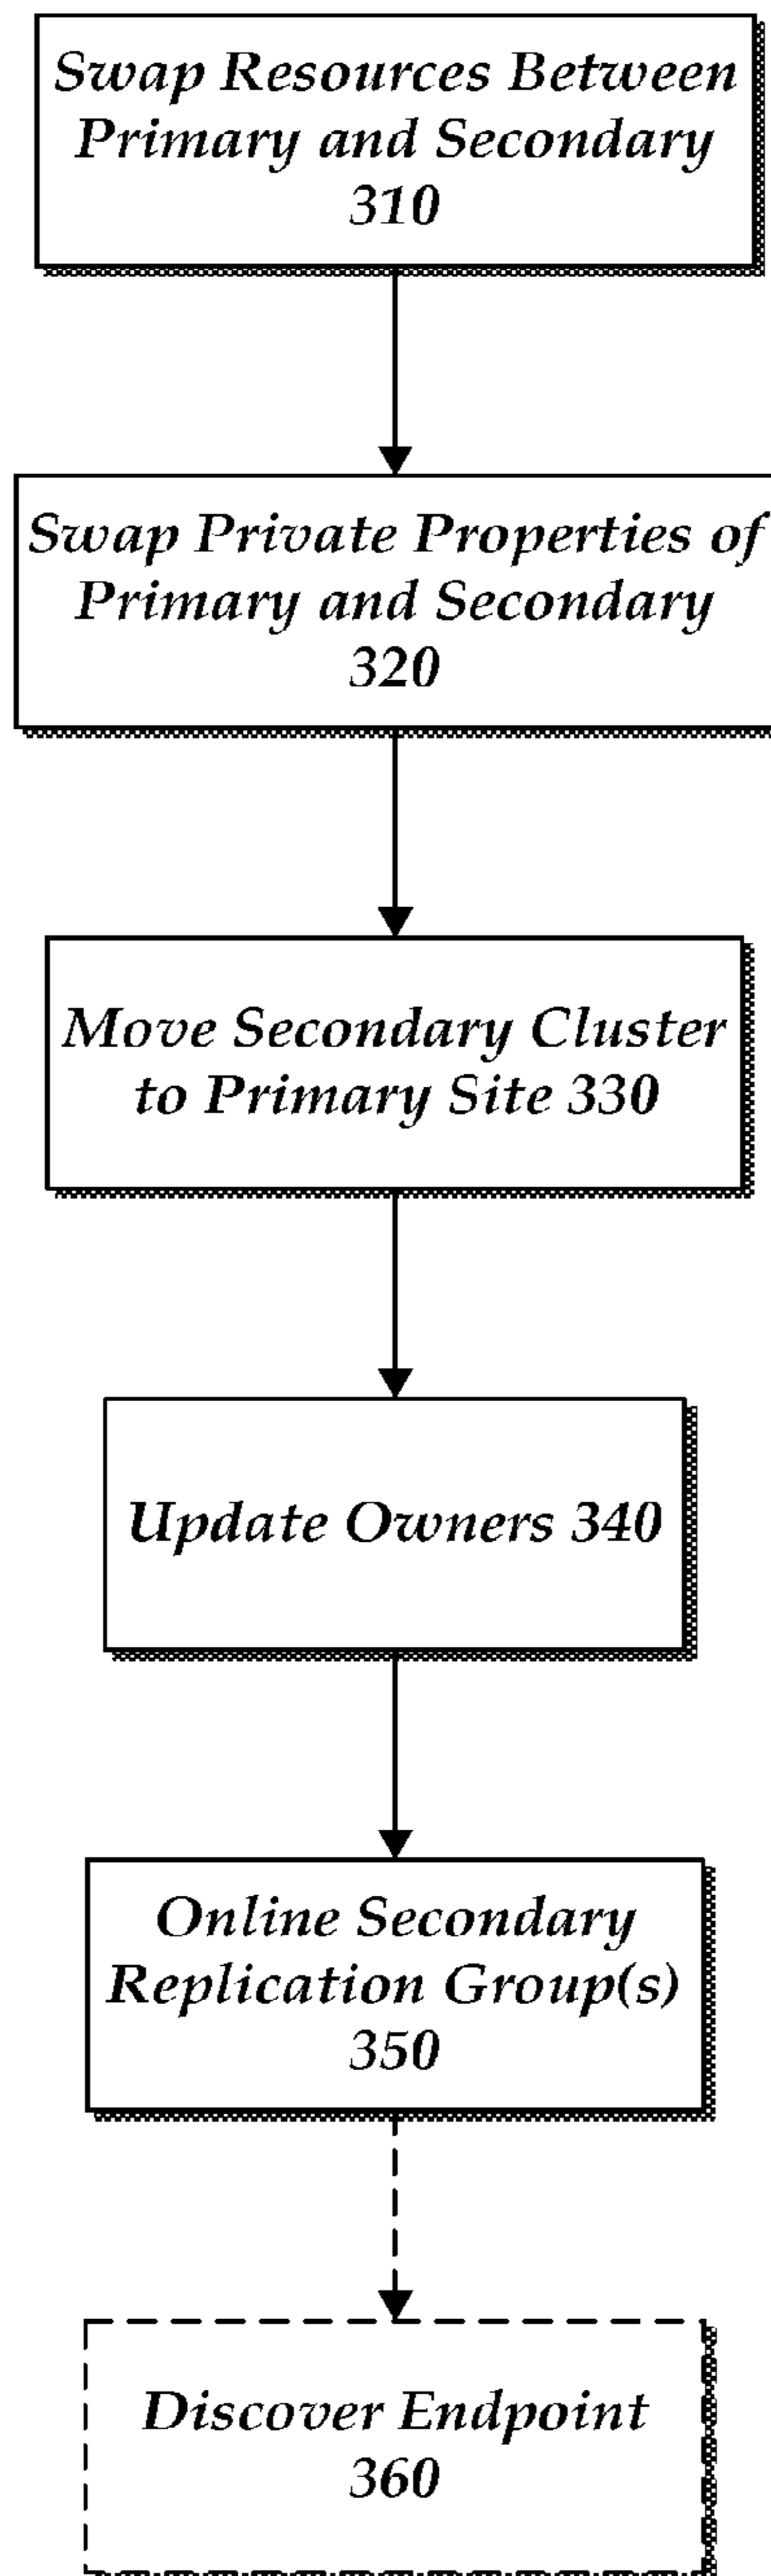 Swap Resources Between
Primary and Secondary
310
Swap Private Properties of
Primary and Secondary
320
Move Secondary Cluster
to Primary Site 330
Update Owners 340
Online Secondary
Replication Group(s)
350
Discover Endpoint
360